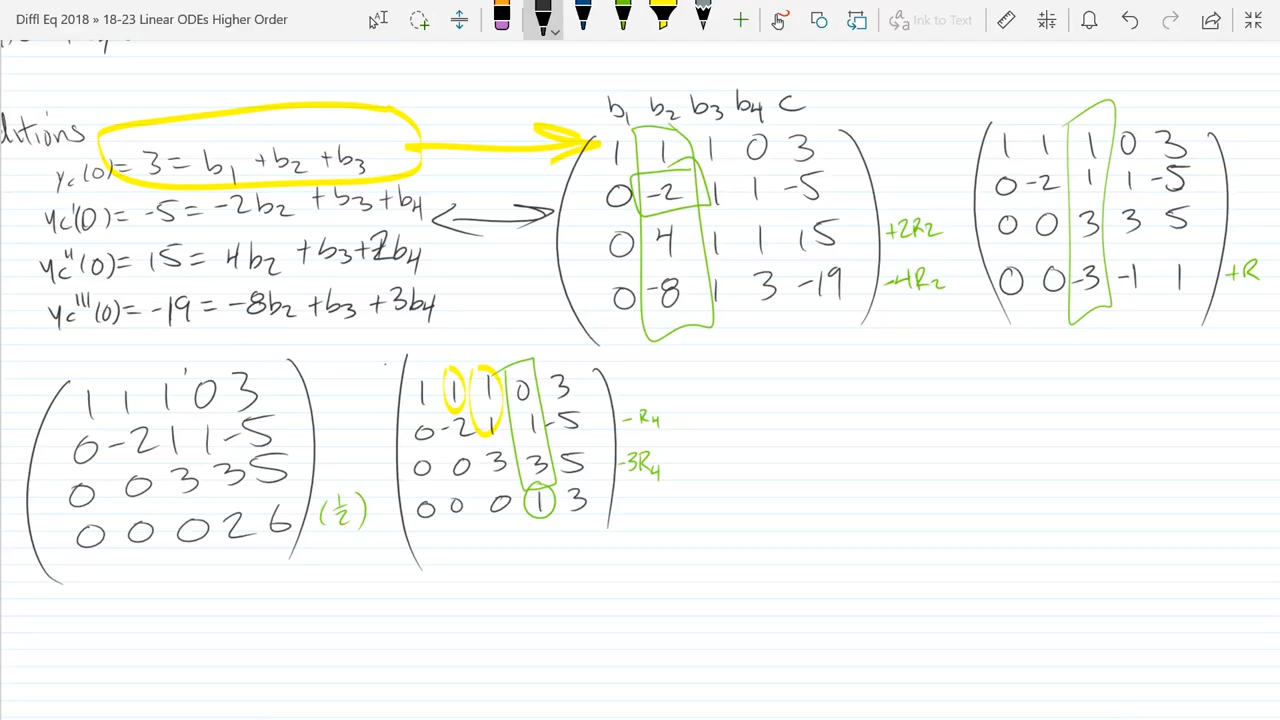 Diffl Eq 2018 » 18-23 Linear ODEs Higher Order
Ink to Text
ditions
y_c(0) = 3 = b₁ + b₂ + b₃
y_c'(0) = -5 = -2b₂ + b₃ + b₄
y_c''(0) = 15 = 4b₂ + b₃ + 2b₄
y_c'''(0) = -19 = -8b₂ + b₃ + 3b₄
b₁ b₂ b₃ b₄ c
1 1 1 0 3
0 -2 1 1 -5
0 4 1 1 15 +2R₂
0 -8 1 3 -19 -4R₂
1 1 1 0 3
0 -2 1 1 -5
0 0 3 3 5
0 0 -3 -1 1 +R
1 1 1 0 3
0 -2 1 1 -5
0 0 3 3 5
0 0 0 2 6 (½)
1 1 1 0 3
0 -2 1 1 -5 -R₄
0 0 3 3 5 -3R₄
0 0 0 1 3